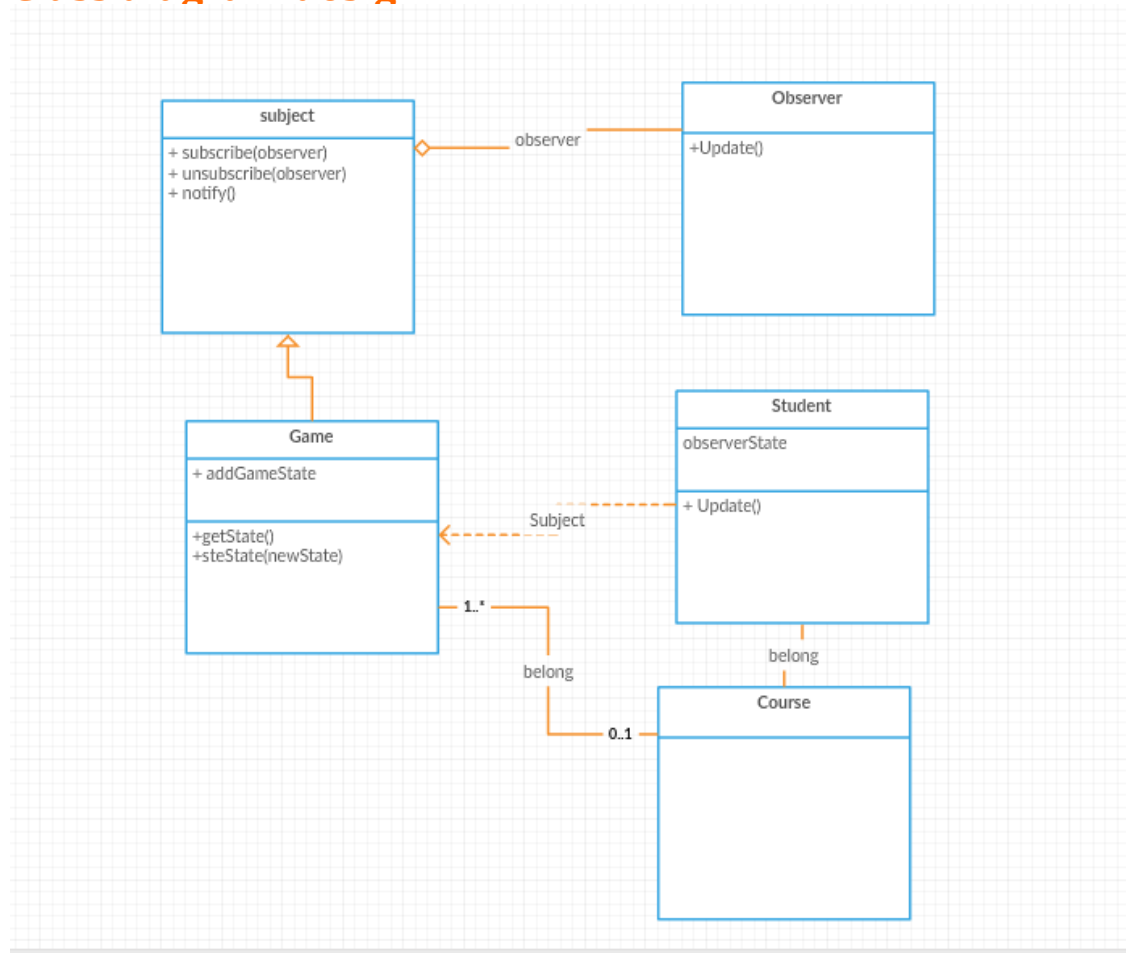 subject
+ subscribe(observer)
+ unsubscribe(observer)
+ notify()
observer
Observer
+Update()
Game
+ addGameState
+getState()
+steState(newState)
Subject
Student
observerState
+ Update()
1..*
belong
0..1
belong
Course